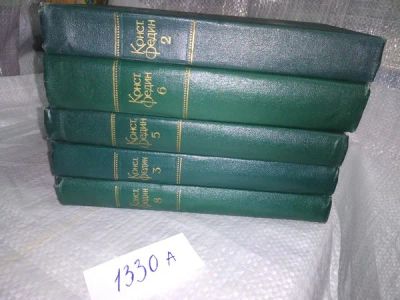 Конст.
Федин
2
Конст.
Федин
6
Конст.
Федин
5
Конст.
Федин
3
Конст.
Федин
8
1330 A